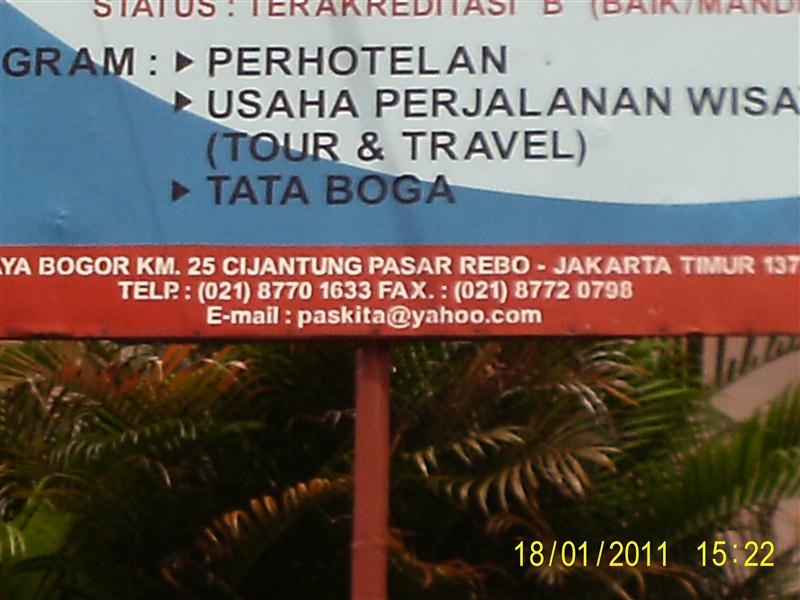 STATUS : TERAKREDITASI "B" (BAIK/MAND
GRAM : ▶ PERHOTELAN
▶ USAHA PERJALANAN WISA
(TOUR & TRAVEL)
▶ TATA BOGA
AYA BOGOR KM. 25 CIJANTUNG PASAR REBO - JAKARTA TIMUR 137
TELP. : (021) 8770 1633 FAX. : (021) 8772 0798
E-mail : paskita@yahoo.com
18/01/2011 15:22